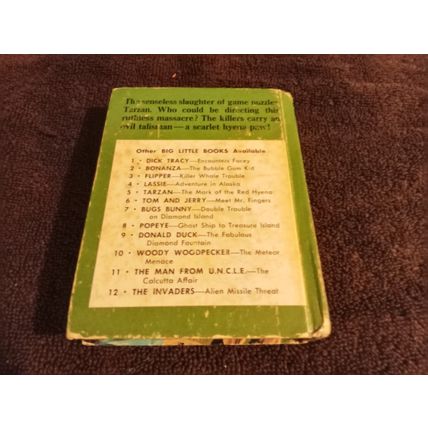 The senseless slaughter of game puzzles
Tarzan. Who could be directing this
ruthless massacre? The killers carry an
evil talisman — a scarlet hyena paw!
Other BIG LITTLE BOOKS Available
1 • DICK TRACY—Encounters Facey
2 • BONANZA—The Bubble Gum Kid
3 • FLIPPER—Killer Whale Trouble
4 • LASSIE—Adventure in Alaska
5 • TARZAN—The Mark of the Red Hyena
6 • TOM AND JERRY—Meet Mr. Fingers
7 • BUGS BUNNY—Double Trouble
on Diamond Island
8 • POPEYE—Ghost Ship to Treasure Island
9 • DONALD DUCK—The Fabulous
Diamond Fountain
10 • WOODY WOODPECKER—The Meteor
Menace
11 • THE MAN FROM U.N.C.L.E.—The
Calcutta Affair
12 • THE INVADERS—Alien Missile Threat